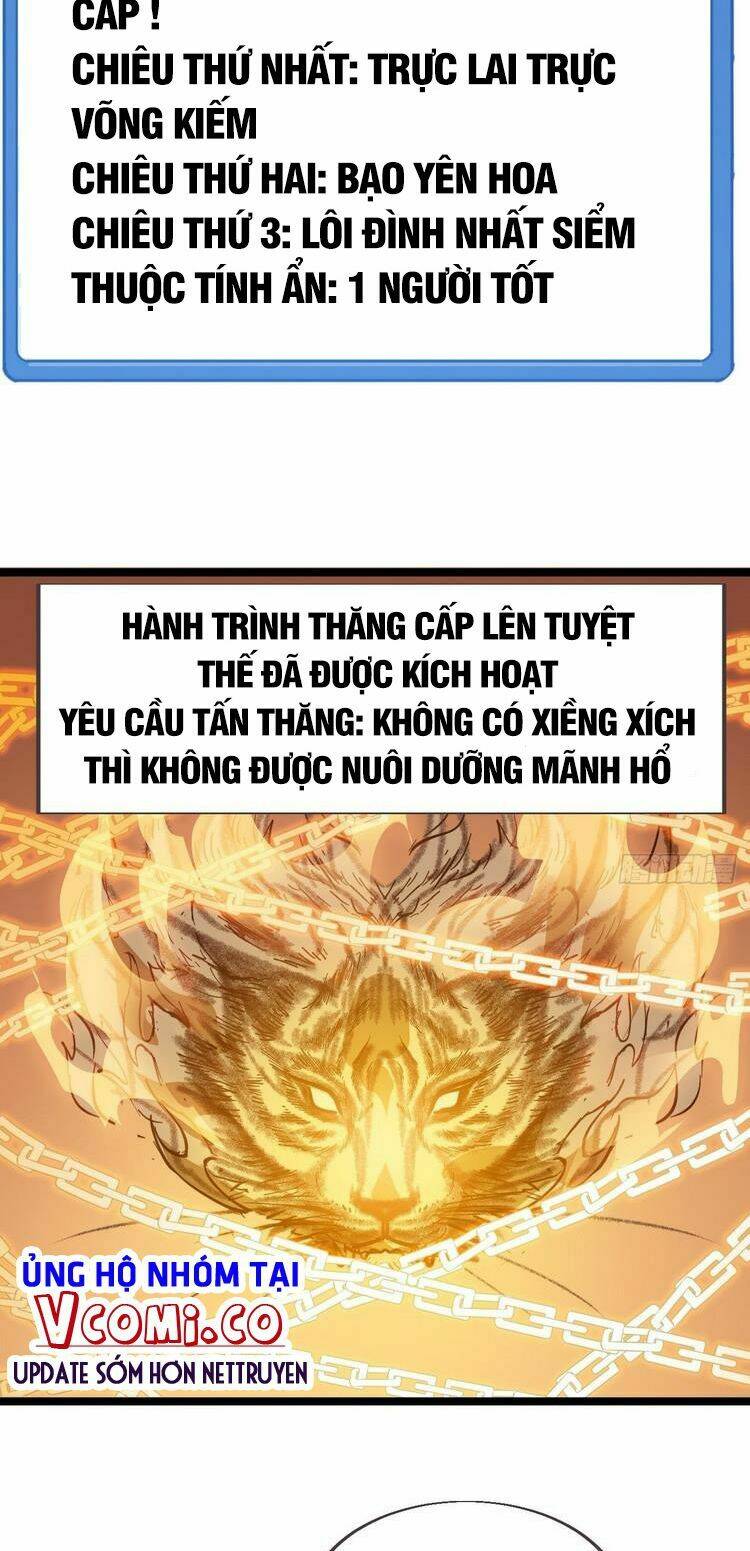 CẤP !
CHIÊU THỨ NHẤT: TRỰC LAI TRỰC
VÕNG KIẾM
CHIÊU THỨ HAI: BẠO YÊN HOA
CHIÊU THỨ 3: LÔI ĐÌNH NHẤT SIỂM
THUỘC TÍNH ẨN: 1 NGƯỜI TỐT
HÀNH TRÌNH THĂNG CẤP LÊN TUYỆT
THẾ ĐÃ ĐƯỢC KÍCH HOẠT
YÊU CẦU TẤN THĂNG: KHÔNG CÓ XIỀNG XÍCH
THÌ KHÔNG ĐƯỢC NUÔI DƯỠNG MÃNH HỔ
ỦNG HỘ NHÓM TẠI
VCOMI.CO
UPDATE SỚM HƠN NETTRUYEN